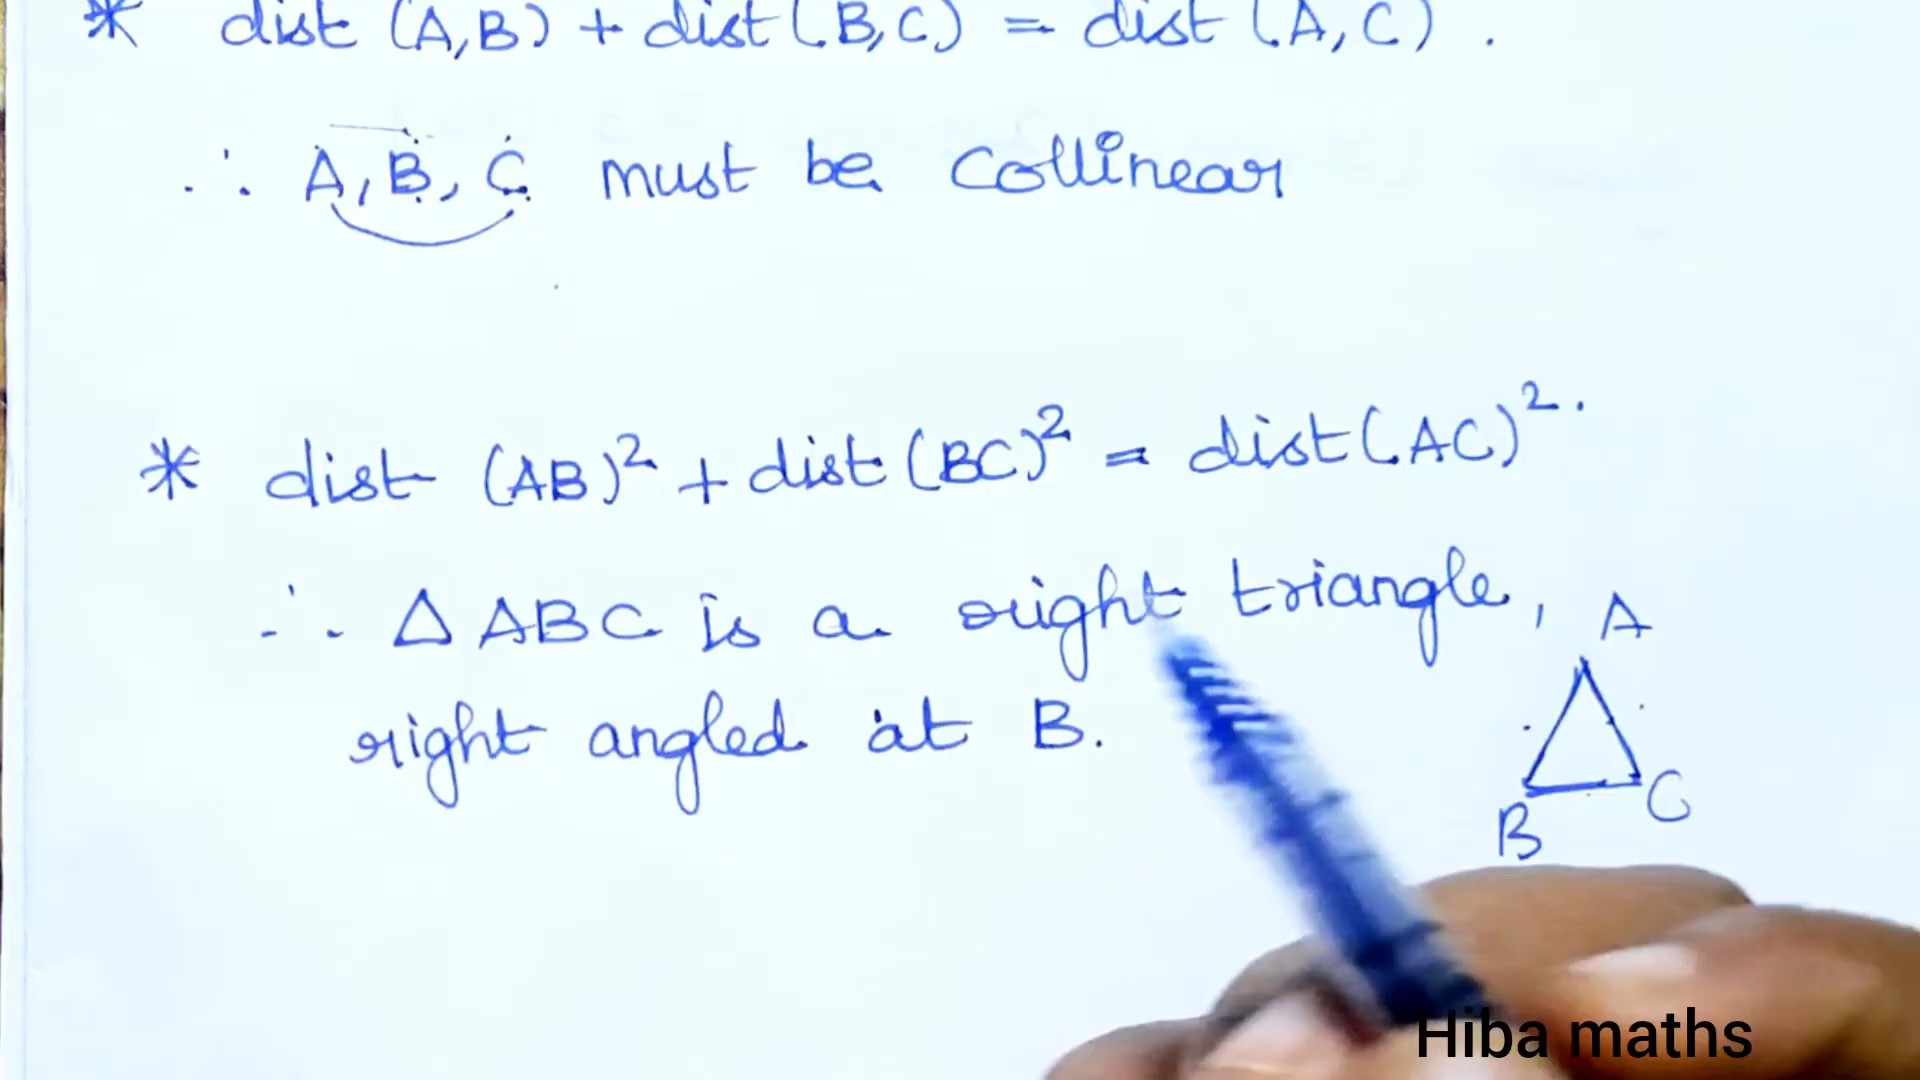 * dist (A,B) + dist (B,C) = dist (A,C).
∴ A, B, C must be Collinear
* dist (AB)² + dist (BC)² = dist (AC)².
∴ △ ABC is a right triangle,
right angled at B.
A
B
C
Hiba maths